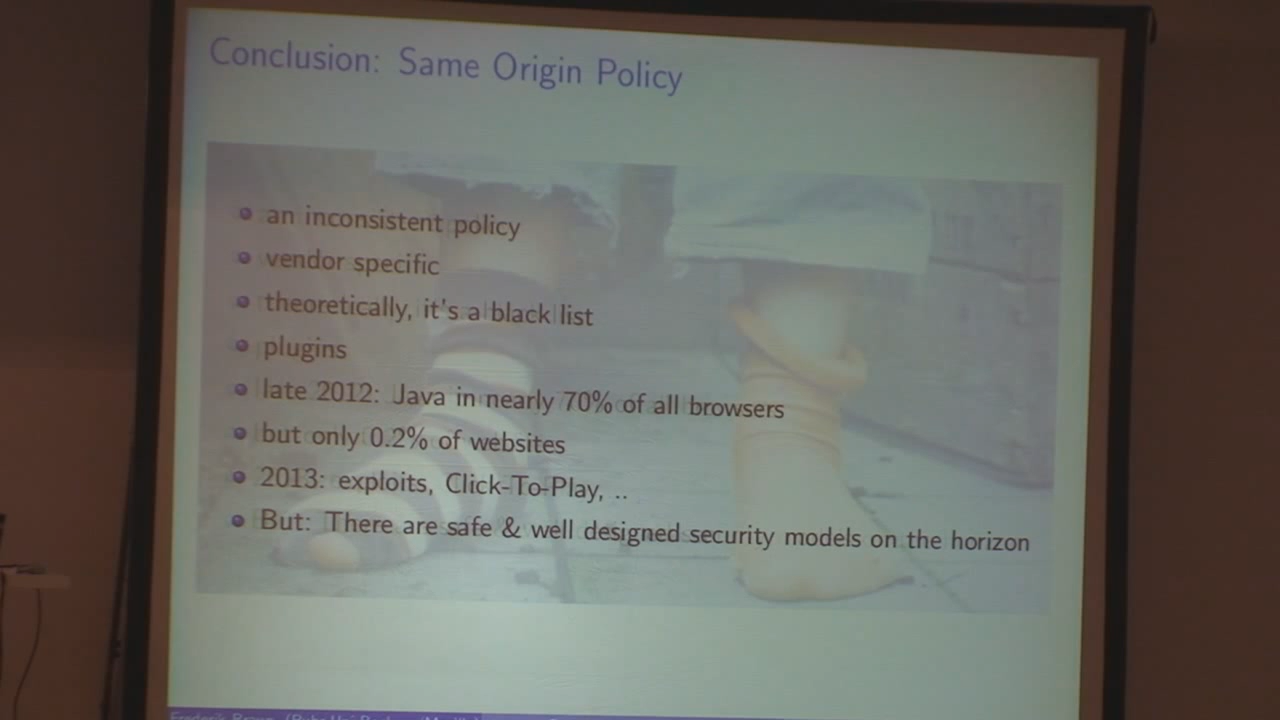 Conclusion: Same Origin Policy
an inconsistent policy
vendor specific
theoretically, it's a black list
plugins
late 2012: Java in nearly 70% of all browsers
but only 0.2% of websites
2013: exploits, Click-To-Play, ..
But: There are safe & well designed security models on the horizon